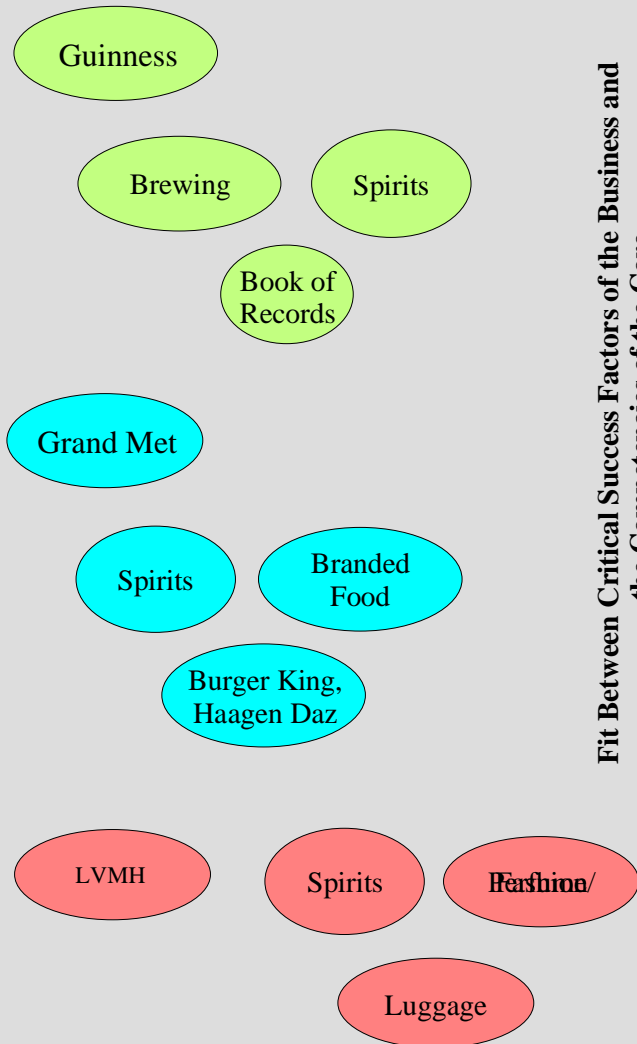 Guinness
Brewing
Spirits
Book of
Records
Grand Met
Spirits
Branded
Food
Burger King,
Haagen Daz
LVMH
Spirits
Luggage
Fit Between Critical Success Factors of the Business and